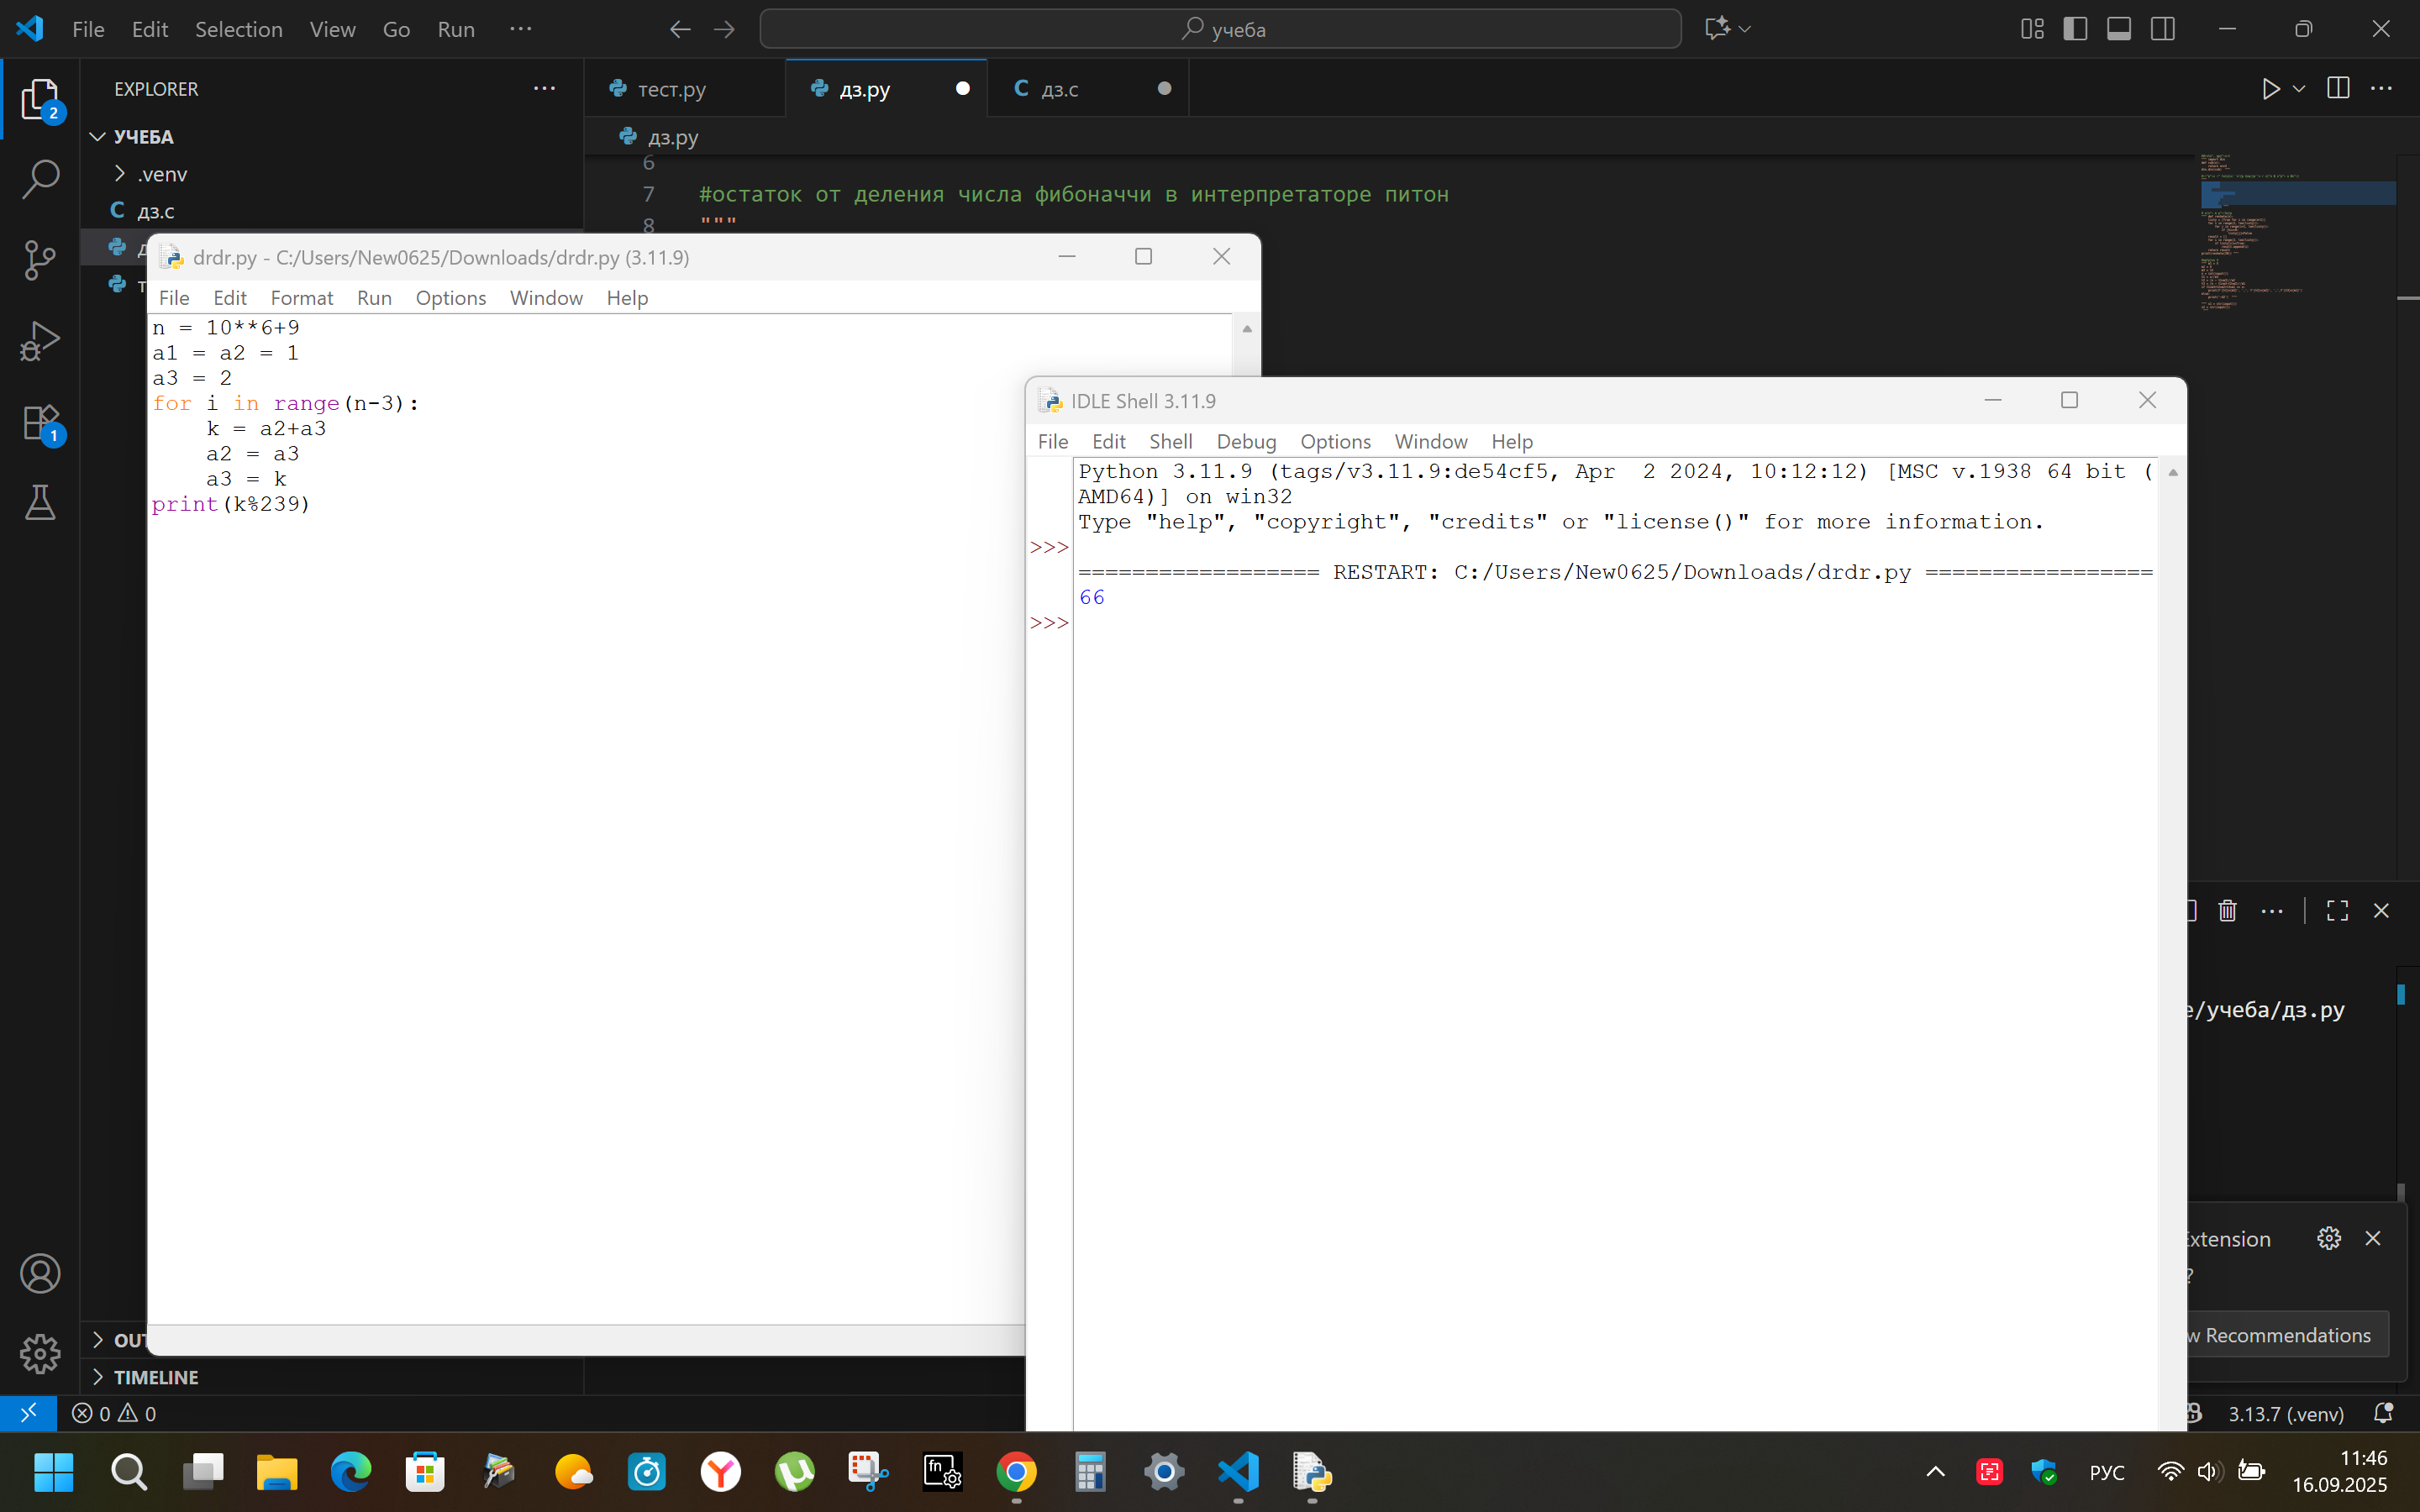 File Edit Selection View Go Run ···
учеба
EXPLORER ···
тест.py
дз.py
C дз.c
2
УЧЕБА
.venv
C дз.c
дз.py
6
7 #остаток от деления числа фибоначчи в интерпретаторе питон
8 """
drdr.py - C:/Users/New0625/Downloads/drdr.py (3.11.9)
File Edit Format Run Options Window Help
n = 10**6+9
a1 = a2 = 1
a3 = 2
for i in range(n-3):
    k = a2+a3
    a2 = a3
    a3 = k
print(k%239)
1
IDLE Shell 3.11.9
File Edit Shell Debug Options Window Help
Python 3.11.9 (tags/v3.11.9:de54cf5, Apr  2 2024, 10:12:12) [MSC v.1938 64 bit (
AMD64)] on win32
Type "help", "copyright", "credits" or "license()" for more information.
>>>
================== RESTART: C:/Users/New0625/Downloads/drdr.py =================
66
>>>
e/учеба/дз.py
Extension
?
w Recommendations
OUT
TIMELINE
0 0
3.13.7 (.venv)
fn
РУС
11:46
16.09.2025